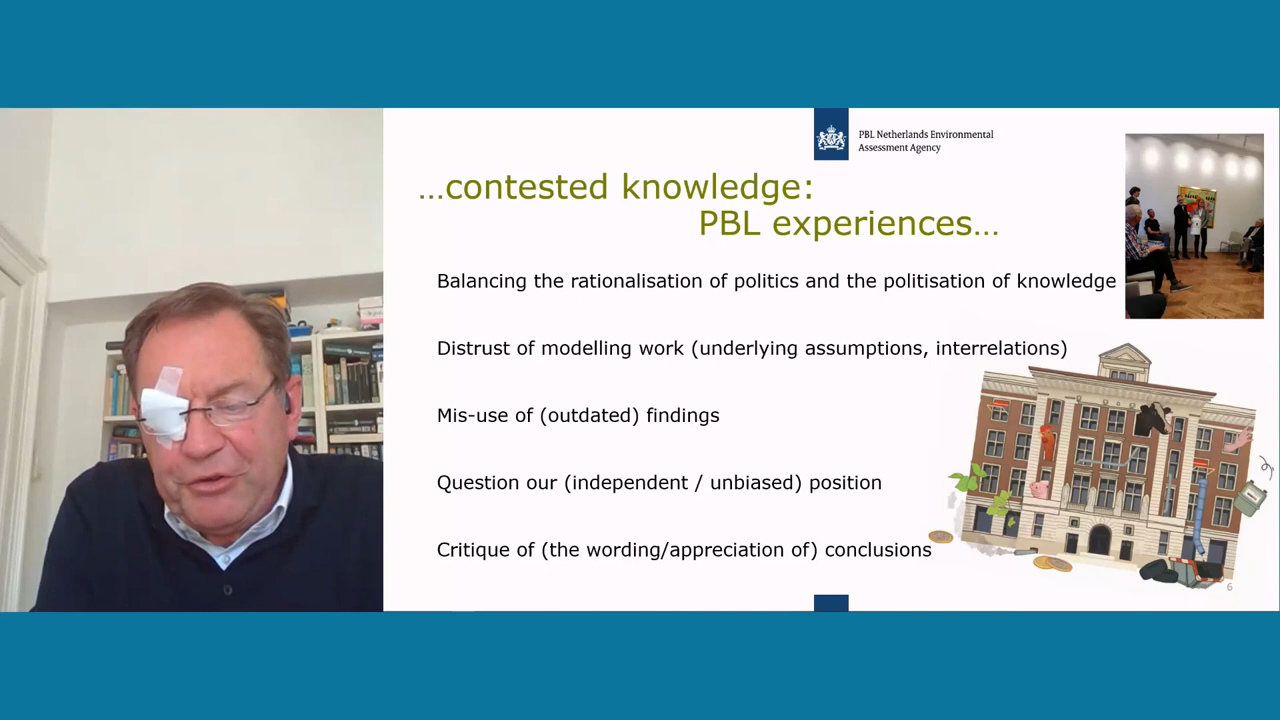 PBL Netherlands Environmental
Assessment Agency
...contested knowledge:
PBL experiences...
Balancing the rationalisation of politics and the politisation of knowledge
Distrust of modelling work (underlying assumptions, interrelations)
Mis-use of (outdated) findings
Question our (independent / unbiased) position
Critique of (the wording/appreciation of) conclusions
6